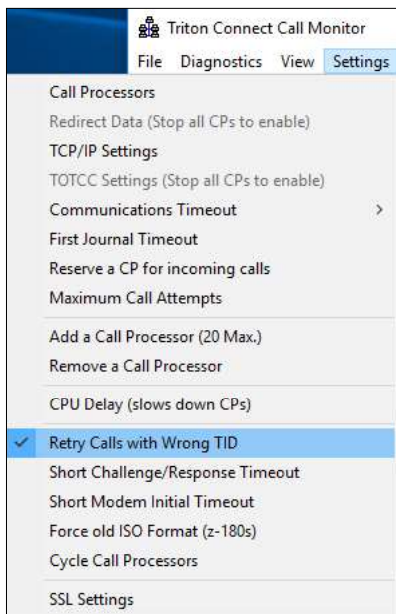 Triton Connect Call Monitor
File Diagnostics View Settings
Call Processors
Redirect Data (Stop all CPs to enable)
TCP/IP Settings
TOTCC Settings (Stop all CPs to enable)
Communications Timeout
First Journal Timeout
Reserve a CP for incoming calls
Maximum Call Attempts
Add a Call Processor (20 Max.)
Remove a Call Processor
CPU Delay (slows down CPs)
Retry Calls with Wrong TID
Short Challenge/Response Timeout
Short Modem Initial Timeout
Force old ISO Format (z-180s)
Cycle Call Processors
SSL Settings